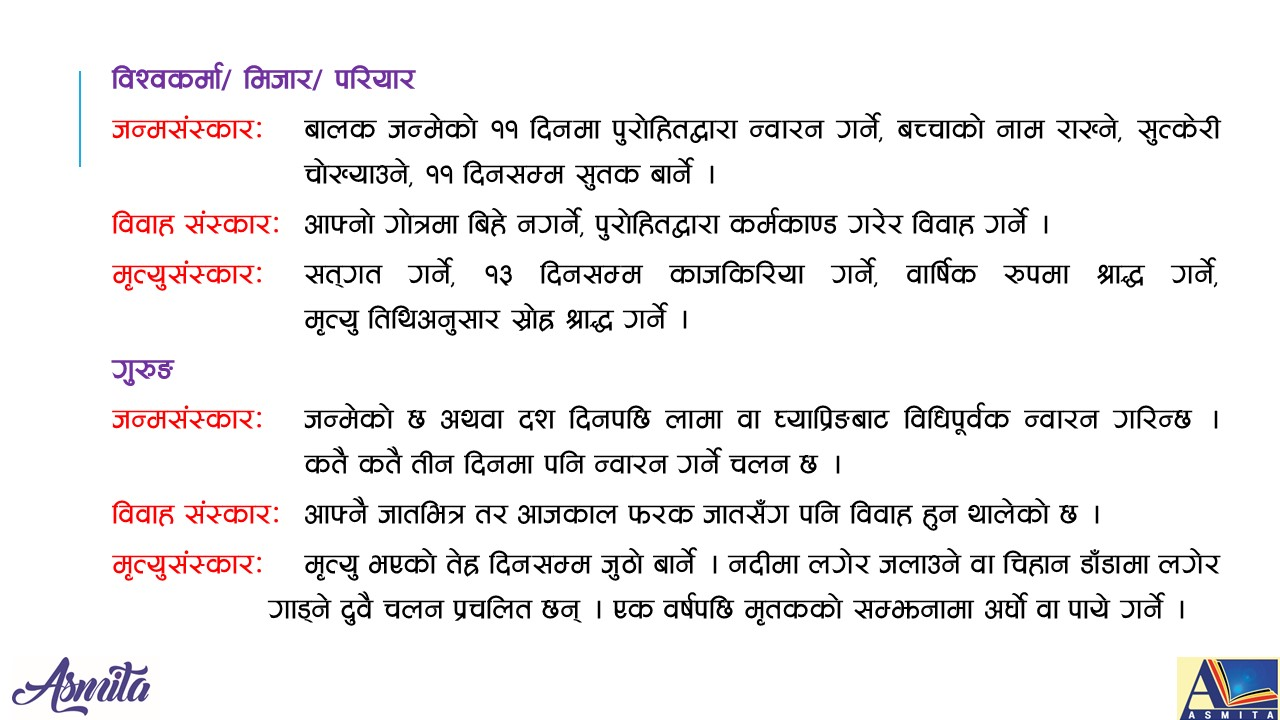 विश्वकर्मा/ मिजार/ परियार
जन्मसंस्कारः बालक जन्मेको ११ दिनमा पुरोहितद्वारा न्वारन गर्ने, बच्चाको नाम राख्ने, सुत्केरी
चोख्याउने, ११ दिनसम्म सुतक बार्ने ।
विवाह संस्कारः आफ्नो गोत्रमा बिहे नगर्ने, पुरोहितद्वारा कर्मकाण्ड गरेर विवाह गर्ने ।
मृत्युसंस्कारः सत्‌गत गर्ने, १३ दिनसम्म काजकिरिया गर्ने, वार्षिक रुपमा श्राद्ध गर्ने,
मृत्यु तिथिअनुसार स्रोह्र श्राद्ध गर्ने ।
गुरुङ
जन्मसंस्कारः जन्मेको छ अथवा दश दिनपछि लामा वा घ्याप्रिङबाट विधिपूर्वक न्वारन गरिन्छ ।
कतै कतै तीन दिनमा पनि न्वारन गर्ने चलन छ ।
विवाह संस्कारः आफ्नै जातभित्र तर आजकाल फरक जातसँग पनि विवाह हुन थालेको छ ।
मृत्युसंस्कारः मृत्यु भएको तेह्र दिनसम्म जुठो बार्ने । नदीमा लगेर जलाउने वा चिहान डाँडामा लगेर
गाड्ने दुवै चलन प्रचलित छन् । एक वर्षपछि मृतकको सम्झनामा अर्घौ वा पाये गर्ने ।
Asmita
ASMITA